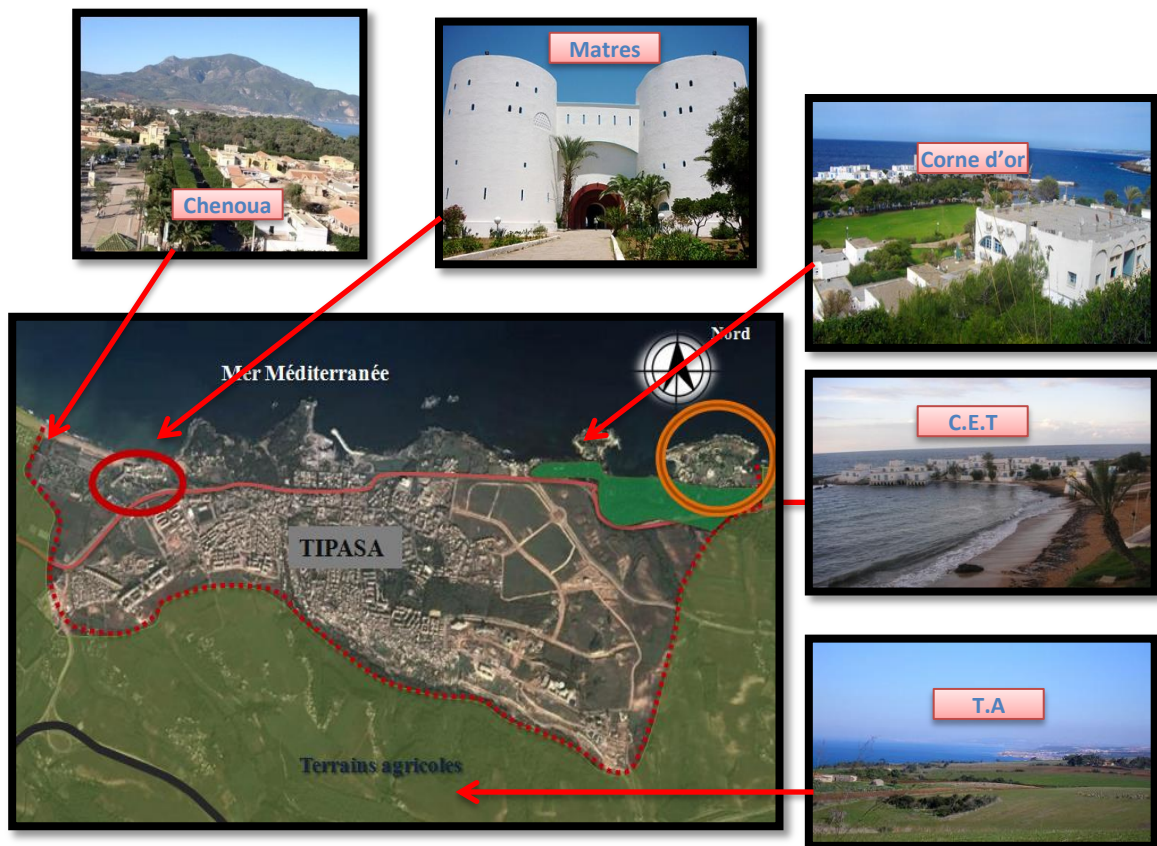 Matres
Chenoua
Corne d'or
C.E.T
T.A
Nord
Mer Méditerranée
TIPASA
Terrains agricoles